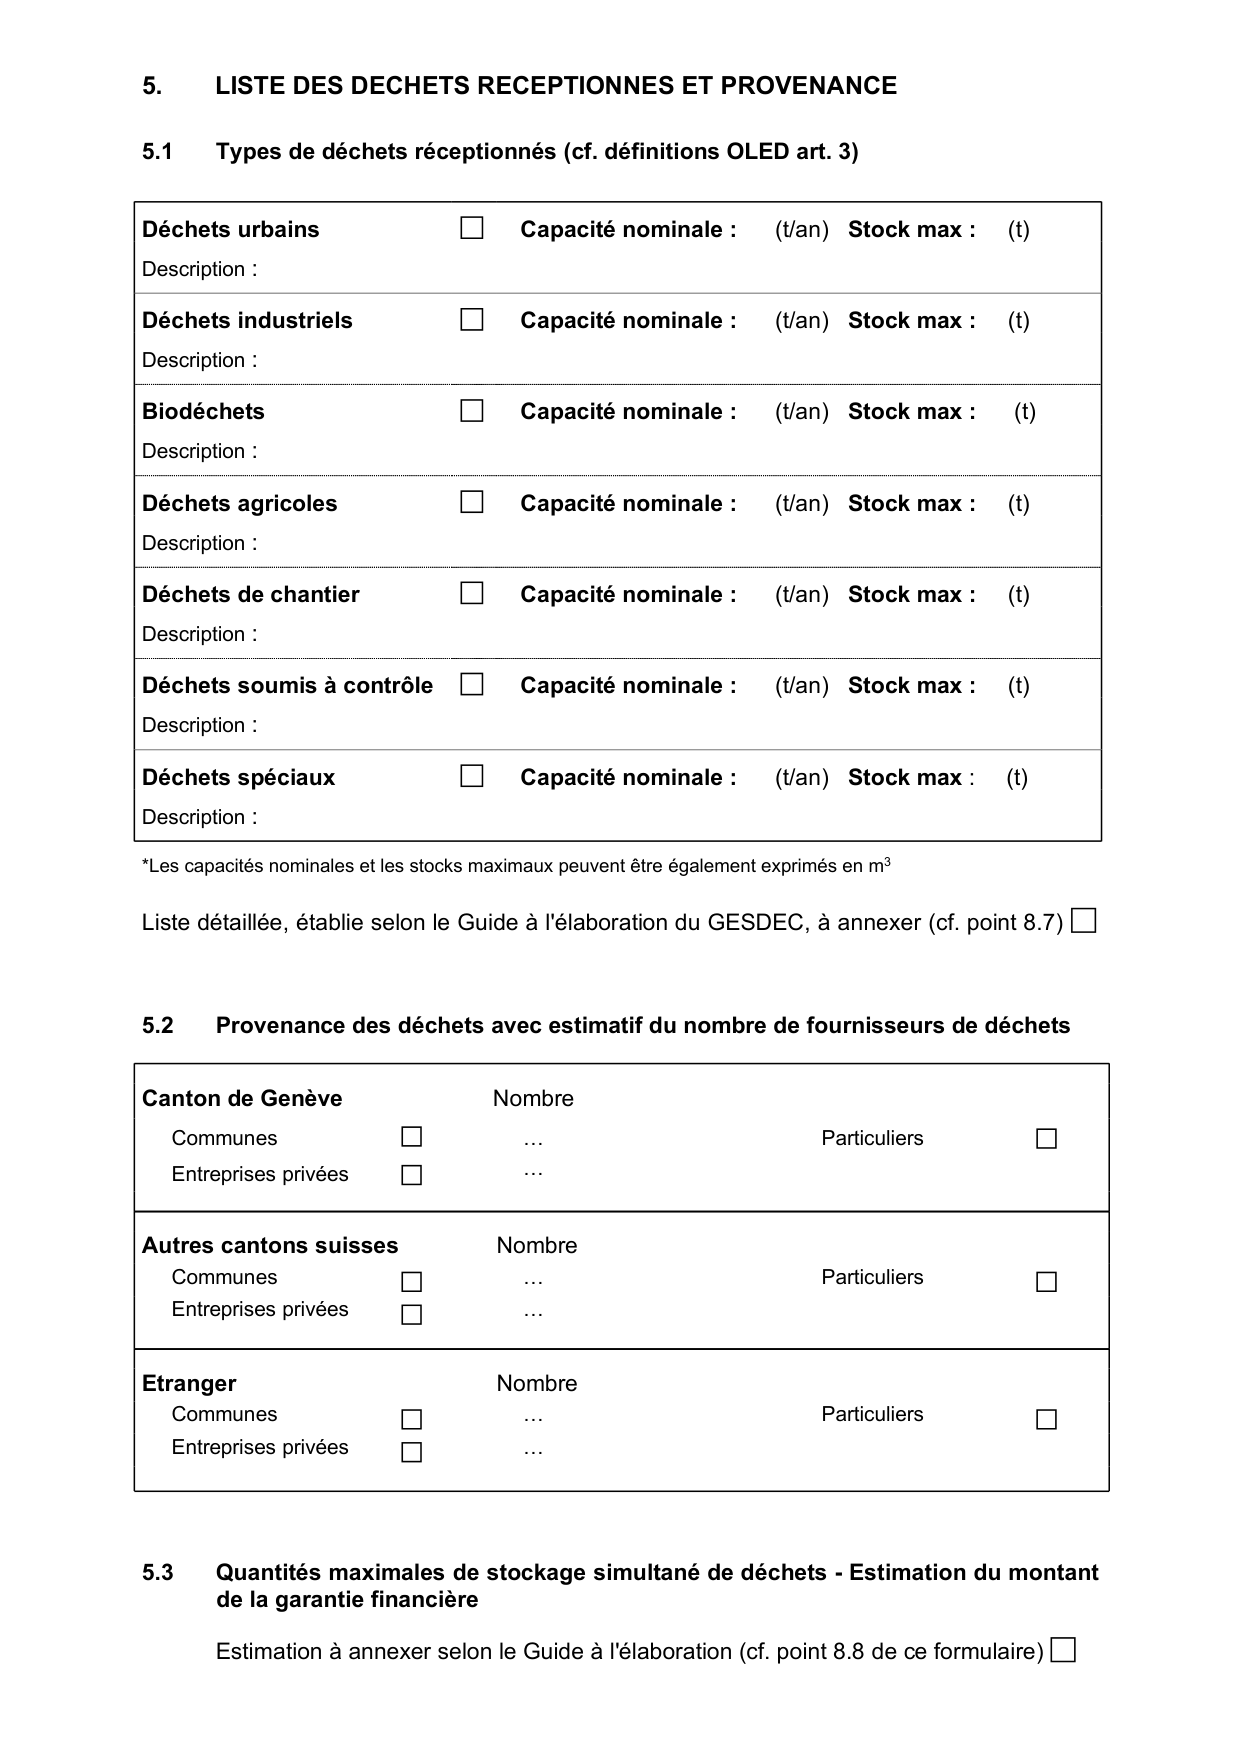 5. LISTE DES DECHETS RECEPTIONNES ET PROVENANCE
5.1 Types de déchets réceptionnés (cf. définitions OLED art. 3)
Déchets urbains ☐ Capacité nominale : (t/an) Stock max : (t)
Description :
Déchets industriels ☐ Capacité nominale : (t/an) Stock max : (t)
Description :
Biodéchets ☐ Capacité nominale : (t/an) Stock max : (t)
Description :
Déchets agricoles ☐ Capacité nominale : (t/an) Stock max : (t)
Description :
Déchets de chantier ☐ Capacité nominale : (t/an) Stock max : (t)
Description :
Déchets soumis à contrôle ☐ Capacité nominale : (t/an) Stock max : (t)
Description :
Déchets spéciaux ☐ Capacité nominale : (t/an) Stock max : (t)
Description :
*Les capacités nominales et les stocks maximaux peuvent être également exprimés en m³
Liste détaillée, établie selon le Guide à l'élaboration du GESDEC, à annexer (cf. point 8.7) ☐
5.2 Provenance des déchets avec estimatif du nombre de fournisseurs de déchets
Canton de Genève Nombre
Communes ☐ … Particuliers ☐
Entreprises privées ☐ …
Autres cantons suisses Nombre
Communes ☐ … Particuliers ☐
Entreprises privées ☐ …
Etranger Nombre
Communes ☐ … Particuliers ☐
Entreprises privées ☐ …
5.3 Quantités maximales de stockage simultané de déchets - Estimation du montant
de la garantie financière
Estimation à annexer selon le Guide à l'élaboration (cf. point 8.8 de ce formulaire) ☐